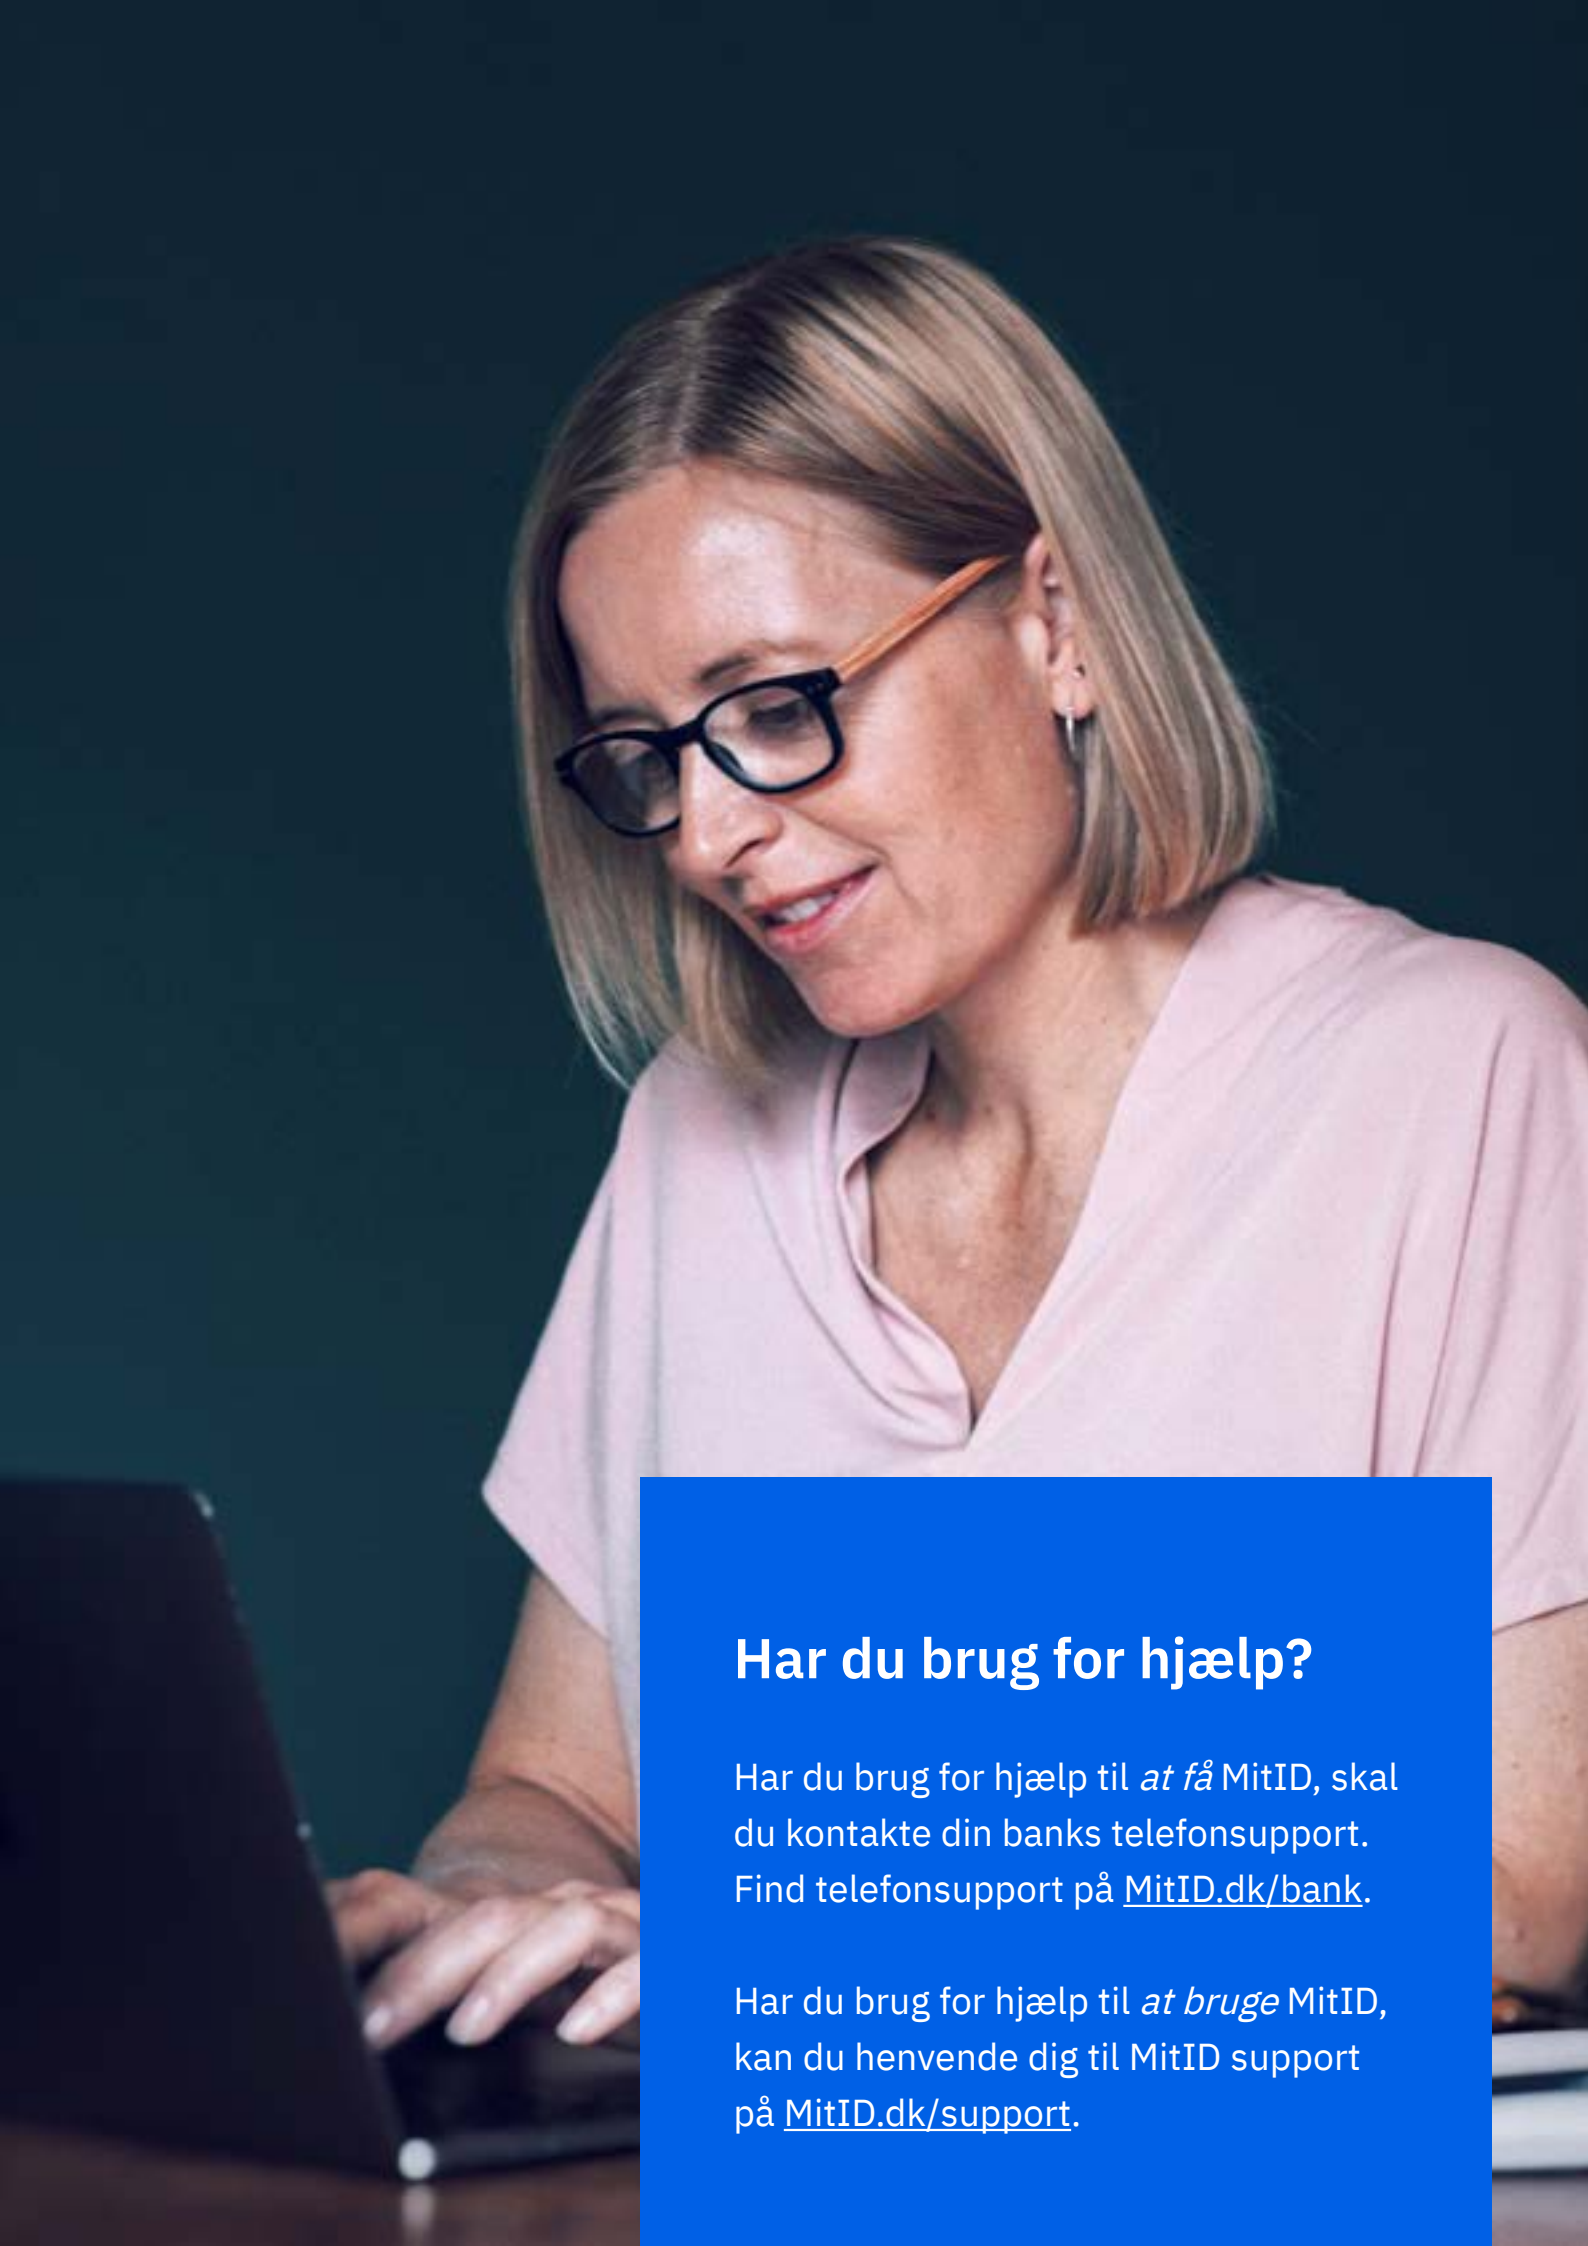 Har du brug for hjælp?
Har du brug for hjælp til at få MitID, skal
du kontakte din banks telefonsupport.
Find telefonsupport på MitID.dk/bank.
Har du brug for hjælp til at bruge MitID,
kan du henvende dig til MitID support
på MitID.dk/support.